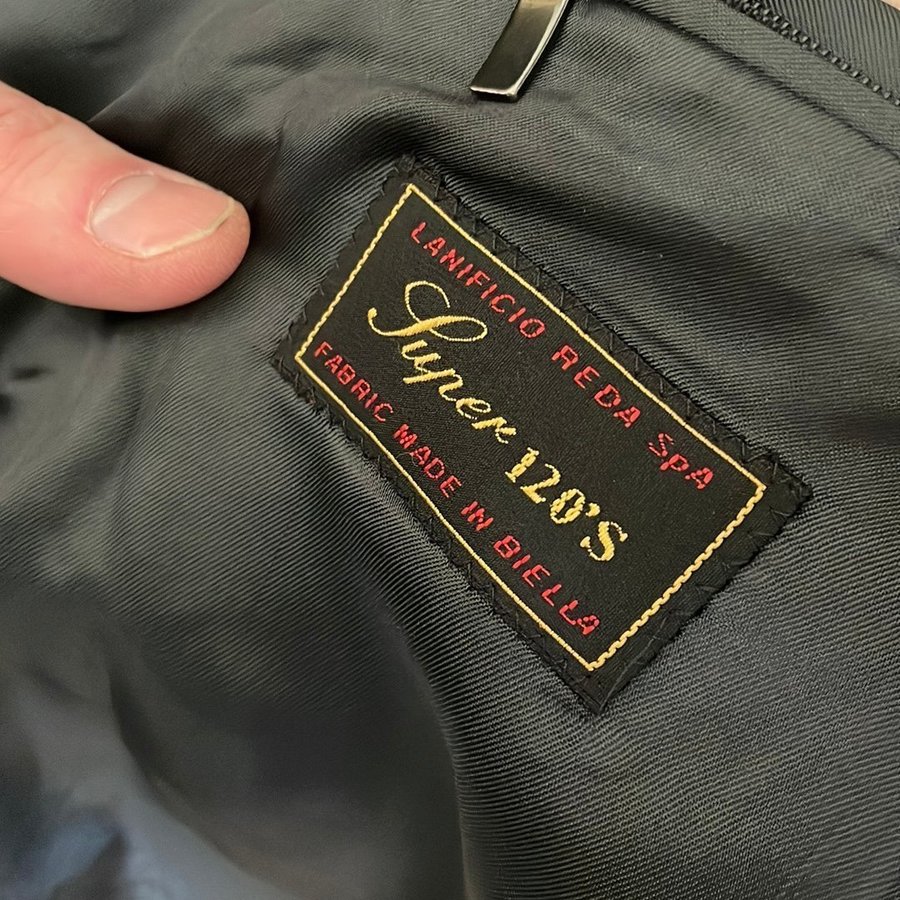 LANIFICIO REDA SpA
Super 120'S
FABRIC MADE IN BIELLA